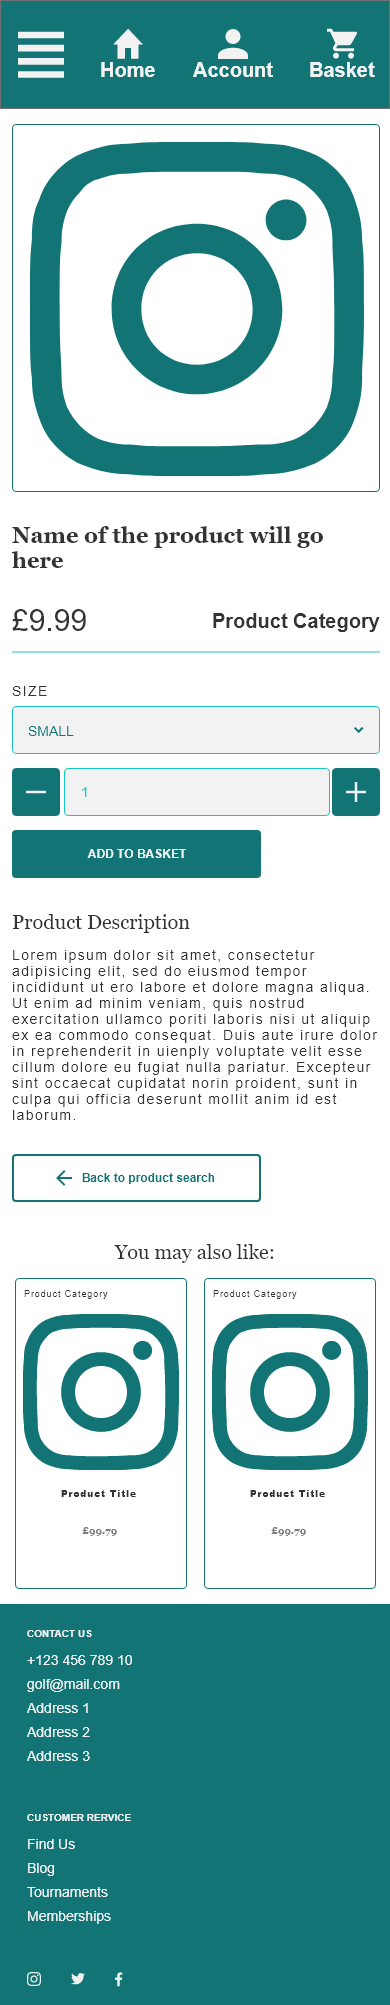 Home Account Basket
Name of the product will go
here
£9.99 Product Category
SIZE
SMALL
1
ADD TO BASKET
Product Description
Lorem ipsum dolor sit amet, consectetur
adipisicing elit, sed do eiusmod tempor
incididunt ut ero labore et dolore magna aliqua.
Ut enim ad minim veniam, quis nostrud
exercitation ullamco poriti laboris nisi ut aliquip
ex ea commodo consequat. Duis aute irure dolor
in reprehenderit in uienply voluptate velit esse
cillum dolore eu fugiat nulla pariatur. Excepteur
sint occaecat cupidatat norin proident, sunt in
culpa qui officia deserunt mollit anim id est
laborum.
Back to product search
You may also like:
Product Category Product Category
Product Title Product Title
£99.79 £99.79
CONTACT US
+123 456 789 10
golf@mail.com
Address 1
Address 2
Address 3
CUSTOMER RERVICE
Find Us
Blog
Tournaments
Memberships